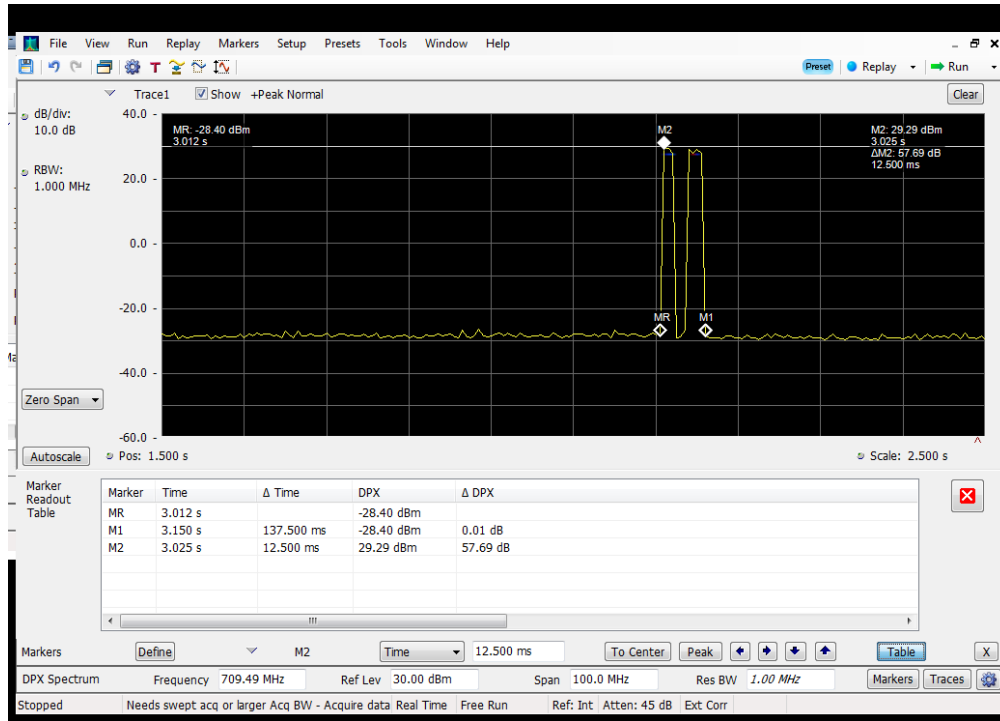 File View Run Replay Markers Setup Presets Tools Window Help
Preset Replay Run
Trace1 Show +Peak Normal Clear
dB/div:
10.0 dB
RBW:
1.000 MHz
40.0 -
20.0 -
0.0 -
-20.0 -
-40.0 -
-60.0 -
MR: -28.40 dBm
3.012 s
M2
M2: 29.29 dBm
3.025 s
ΔM2: 57.69 dB
12.500 ms
MR M1
Zero Span
Autoscale Pos: 1.500 s Scale: 2.500 s
Marker
Readout
Table
Marker Time Δ Time DPX Δ DPX
MR 3.012 s -28.40 dBm
M1 3.150 s 137.500 ms -28.40 dBm 0.01 dB
M2 3.025 s 12.500 ms 29.29 dBm 57.69 dB
Markers Define M2 Time 12.500 ms To Center Peak Table X
DPX Spectrum Frequency 709.49 MHz Ref Lev 30.00 dBm Span 100.0 MHz Res BW 1.00 MHz Markers Traces
Stopped Needs swept acq or larger Acq BW - Acquire data Real Time Free Run Ref: Int Atten: 45 dB Ext Corr